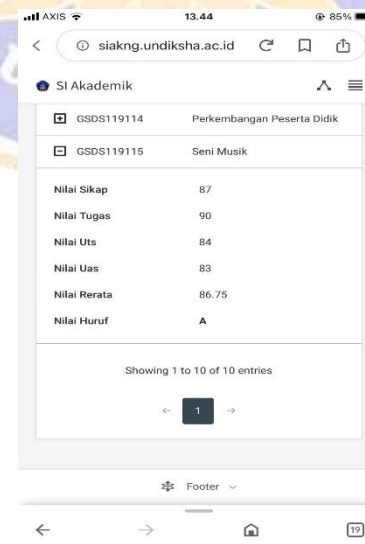 AXIS 13.44 85%
siakng.undiksha.ac.id
SI Akademik
GSDS119114 Perkembangan Peserta Didik
GSDS119115 Seni Musik
Nilai Sikap 87
Nilai Tugas 90
Nilai Uts 84
Nilai Uas 83
Nilai Rerata 86.75
Nilai Huruf A
Showing 1 to 10 of 10 entries
← 1 →
Footer
19